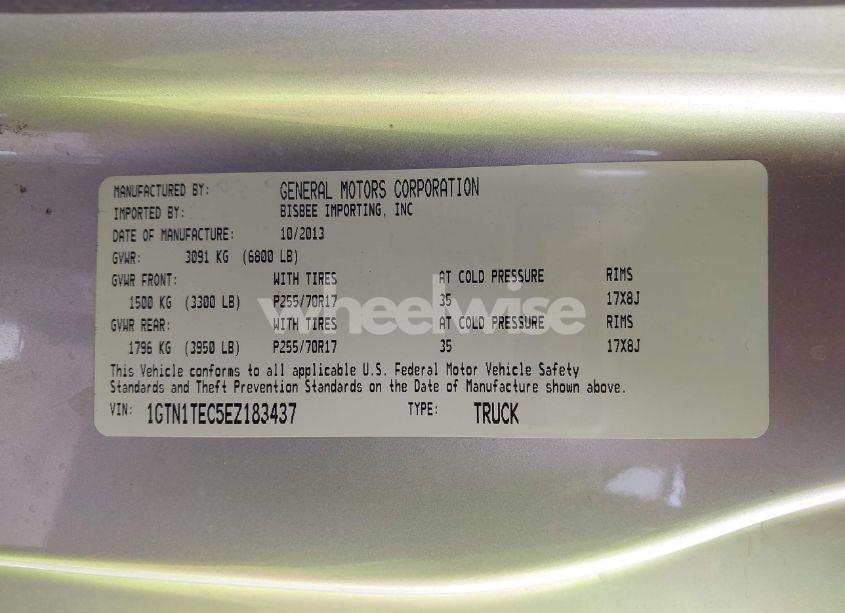 MANUFACTURED BY: GENERAL MOTORS CORPORATION
IMPORTED BY: BISBEE IMPORTING, INC
DATE OF MANUFACTURE: 10/2013
GVWR: 3091 KG (6800 LB)
GVWR FRONT: WITH TIRES AT COLD PRESSURE RIMS
1500 KG (3300 LB) P255/70R17 35 17X8J
wheelwise
GVWR REAR: WITH TIRES AT COLD PRESSURE RIMS
1796 KG (3950 LB) P255/70R17 35 17X8J
This Vehicle conforms to all applicable U.S. Federal Motor Vehicle Safety
Standards and Theft Prevention Standards on the Date of Manufacture shown above.
VIN: 1GTN1TEC5EZ183437 TYPE: TRUCK